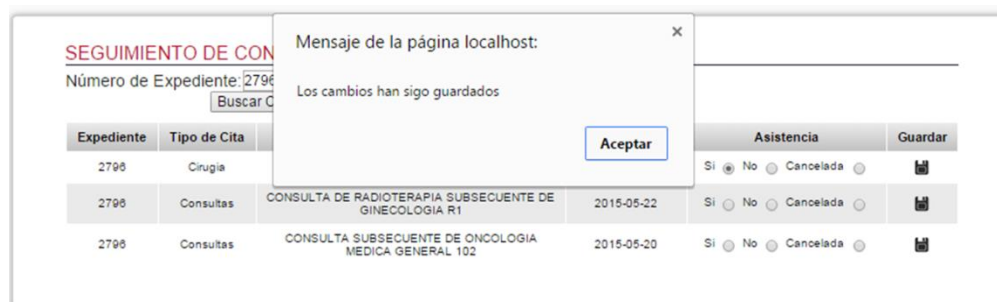 Mensaje de la página localhost:
×
Los cambios han sigo guardados
Aceptar
SEGUIMIENTO DE CON
Número de Expediente: 2796
Buscar C
Expediente Tipo de Cita Asistencia Guardar
2796 Cirugia Si No Cancelada
2796 Consultas CONSULTA DE RADIOTERAPIA SUBSECUENTE DE GINECOLOGIA R1 2015-05-22 Si No Cancelada
2796 Consultas CONSULTA SUBSECUENTE DE ONCOLOGIA MEDICA GENERAL 102 2015-05-20 Si No Cancelada